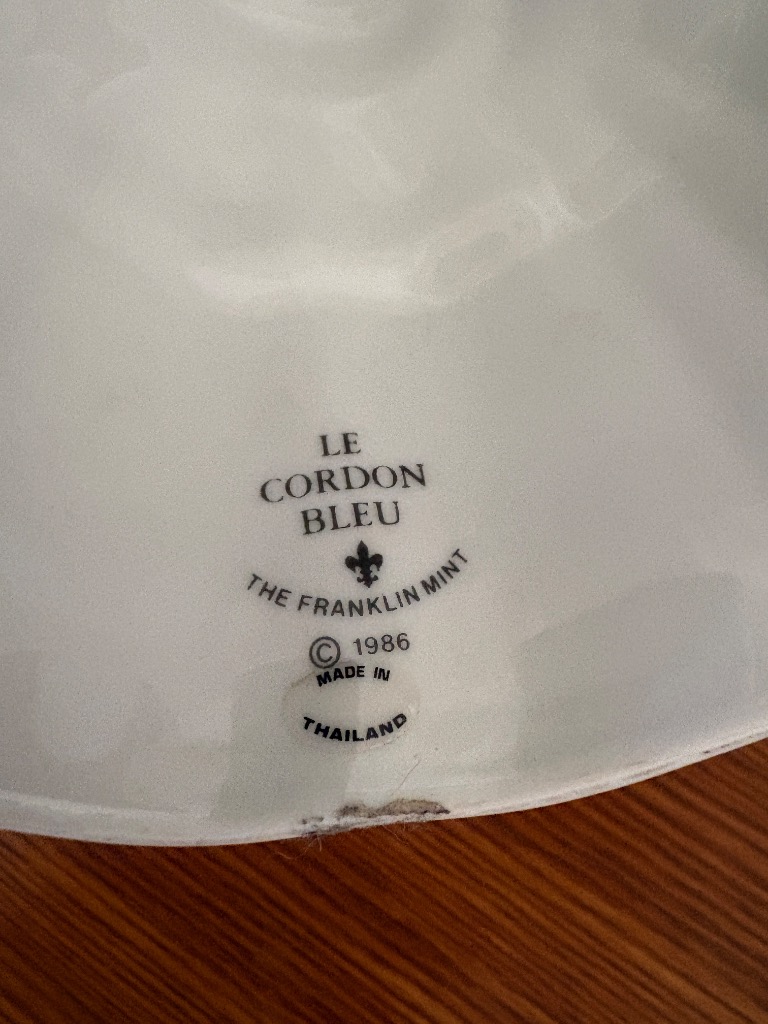 LE
CORDON
BLEU
THE FRANKLIN MINT
© 1986
MADE IN
THAILAND